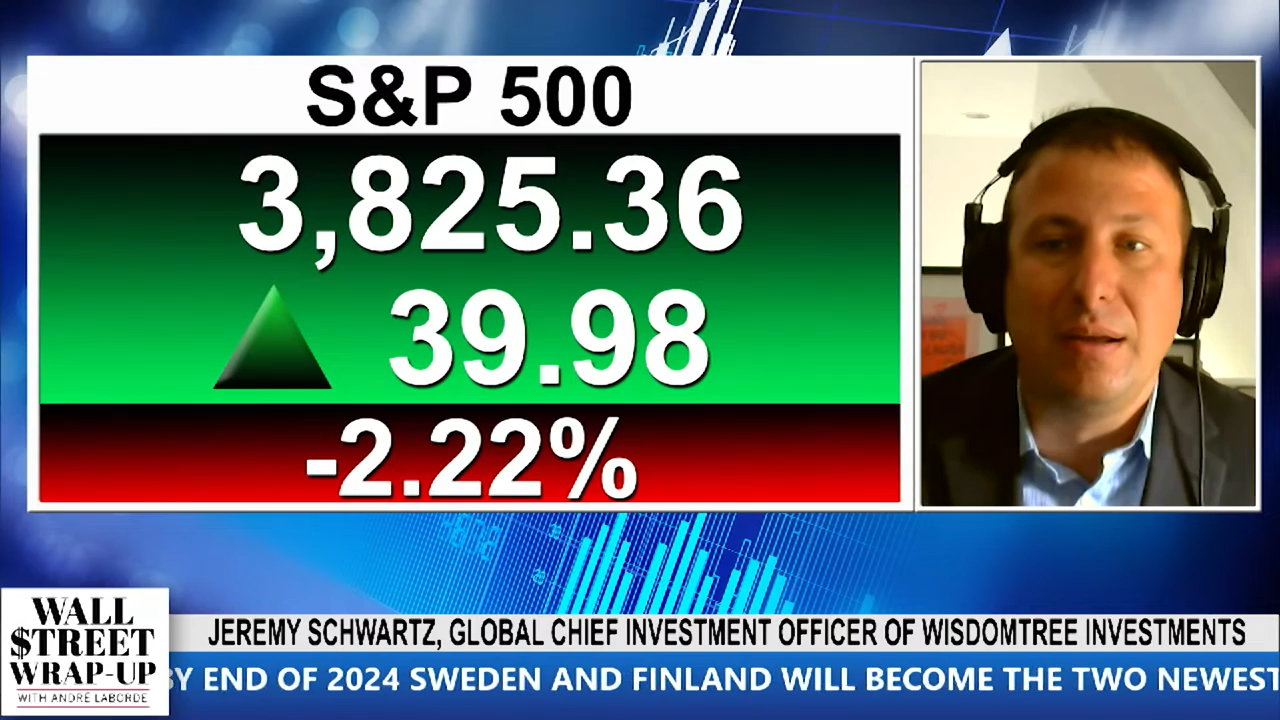 S&P 500
3,825.36
39.98
-2.22%
WALL
$TREET
WRAP-UP
WITH ANDRÉ LABORDE
JEREMY SCHWARTZ, GLOBAL CHIEF INVESTMENT OFFICER OF WISDOMTREE INVESTMENTS
BY END OF 2024 SWEDEN AND FINLAND WILL BECOME THE TWO NEWEST